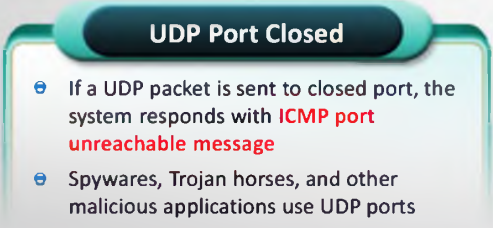 UDP Port Closed
If a UDP packet is sent to closed port, the
system responds with ICMP port
unreachable message
Spywares, Trojan horses, and other
malicious applications use UDP ports